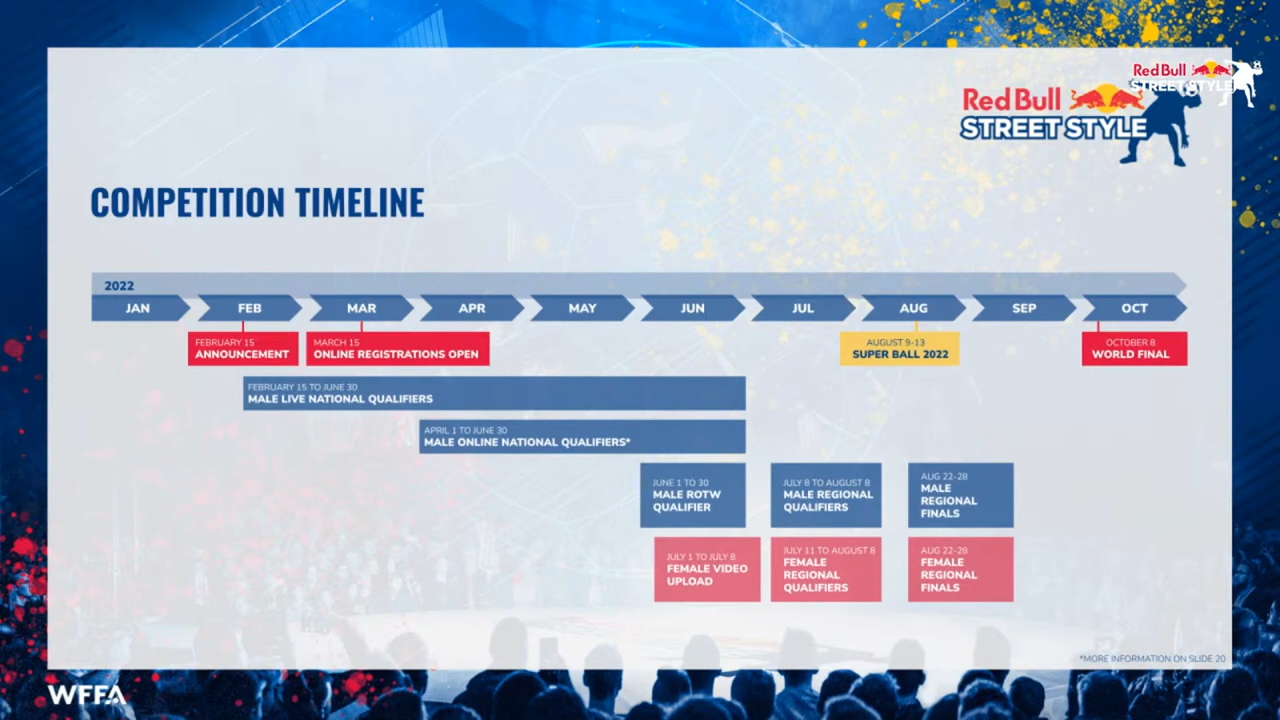 Red Bull
STREET STYLE
Red Bull
STREET STYLE
COMPETITION TIMELINE
2022
JAN
FEB
MAR
APR
MAY
JUN
JUL
AUG
SEP
OCT
FEBRUARY 15
ANNOUNCEMENT
MARCH 15
ONLINE REGISTRATIONS OPEN
AUGUST 9-13
SUPER BALL 2022
OCTOBER 8
WORLD FINAL
FEBRUARY 15 TO JUNE 30
MALE LIVE NATIONAL QUALIFIERS
APRIL 1 TO JUNE 30
MALE ONLINE NATIONAL QUALIFIERS*
JUNE 1 TO 30
MALE ROTW
QUALIFIER
JULY 8 TO AUGUST 8
MALE REGIONAL
QUALIFIERS
AUG 22-28
MALE
REGIONAL
FINALS
JULY 1 TO JULY 8
FEMALE VIDEO
UPLOAD
JULY 11 TO AUGUST 8
FEMALE
REGIONAL
QUALIFIERS
AUG 22-28
FEMALE
REGIONAL
FINALS
*MORE INFORMATION ON SLIDE 20
WFFA